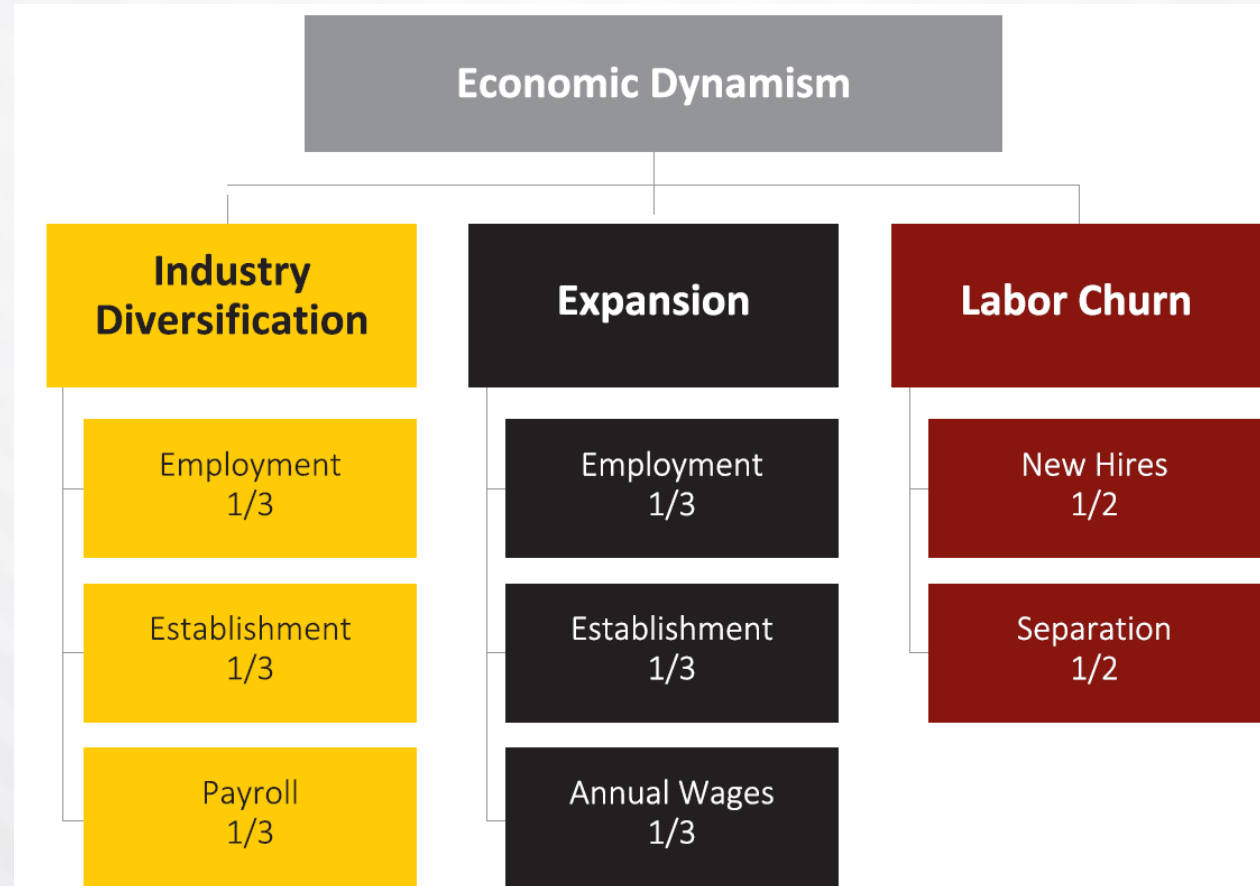 Economic Dynamism
Industry
Diversification
Employment
1/3
Establishment
1/3
Payroll
1/3
Expansion
Employment
1/3
Establishment
1/3
Annual Wages
1/3
Labor Churn
New Hires
1/2
Separation
1/2